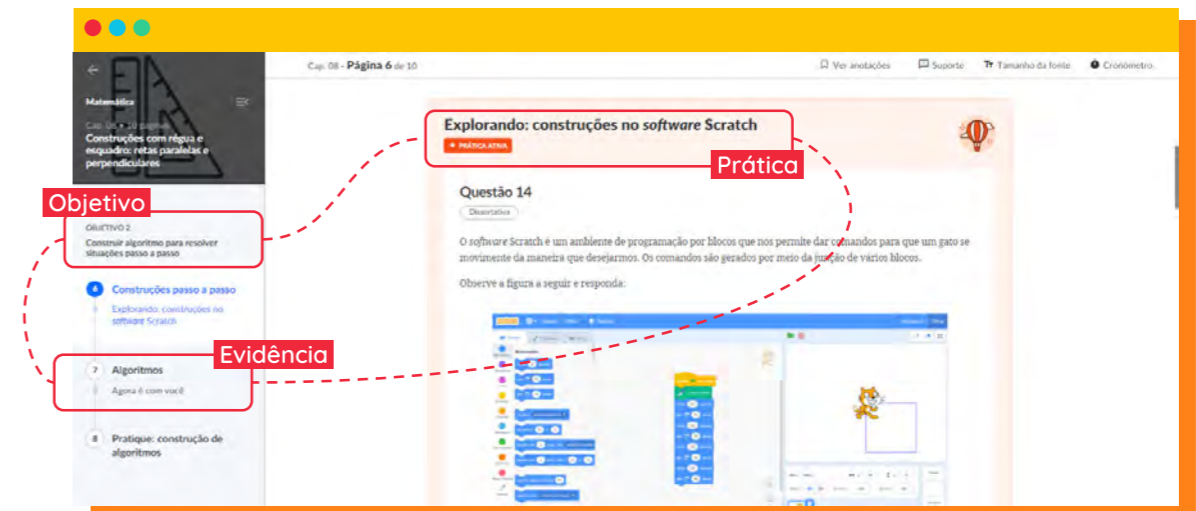 Cap. 08 - Página 6 de 10
Ver anotações
Suporte
Tr Tamanho da fonte
Cronômetro
Matemática
Cap. 08 • 10 páginas
Construções com régua e
esquadro: retas paralelas e
perpendiculares
Objetivo
OBJETIVO 2
Construir algoritmo para resolver
situações passo a passo
6 Construções passo a passo
Explorando: construções no
software Scratch
Evidência
7 Algoritmos
Agora é com você
8 Pratique: construção de
algoritmos
Explorando: construções no software Scratch
PRÁTICA ATIVA
Prática
Questão 14
Dissertativa
O software Scratch é um ambiente de programação por blocos que nos permite dar comandos para que um gato se
movimente da maneira que desejarmos. Os comandos são gerados por meio da junção de vários blocos.
Observe a figura a seguir e responda: